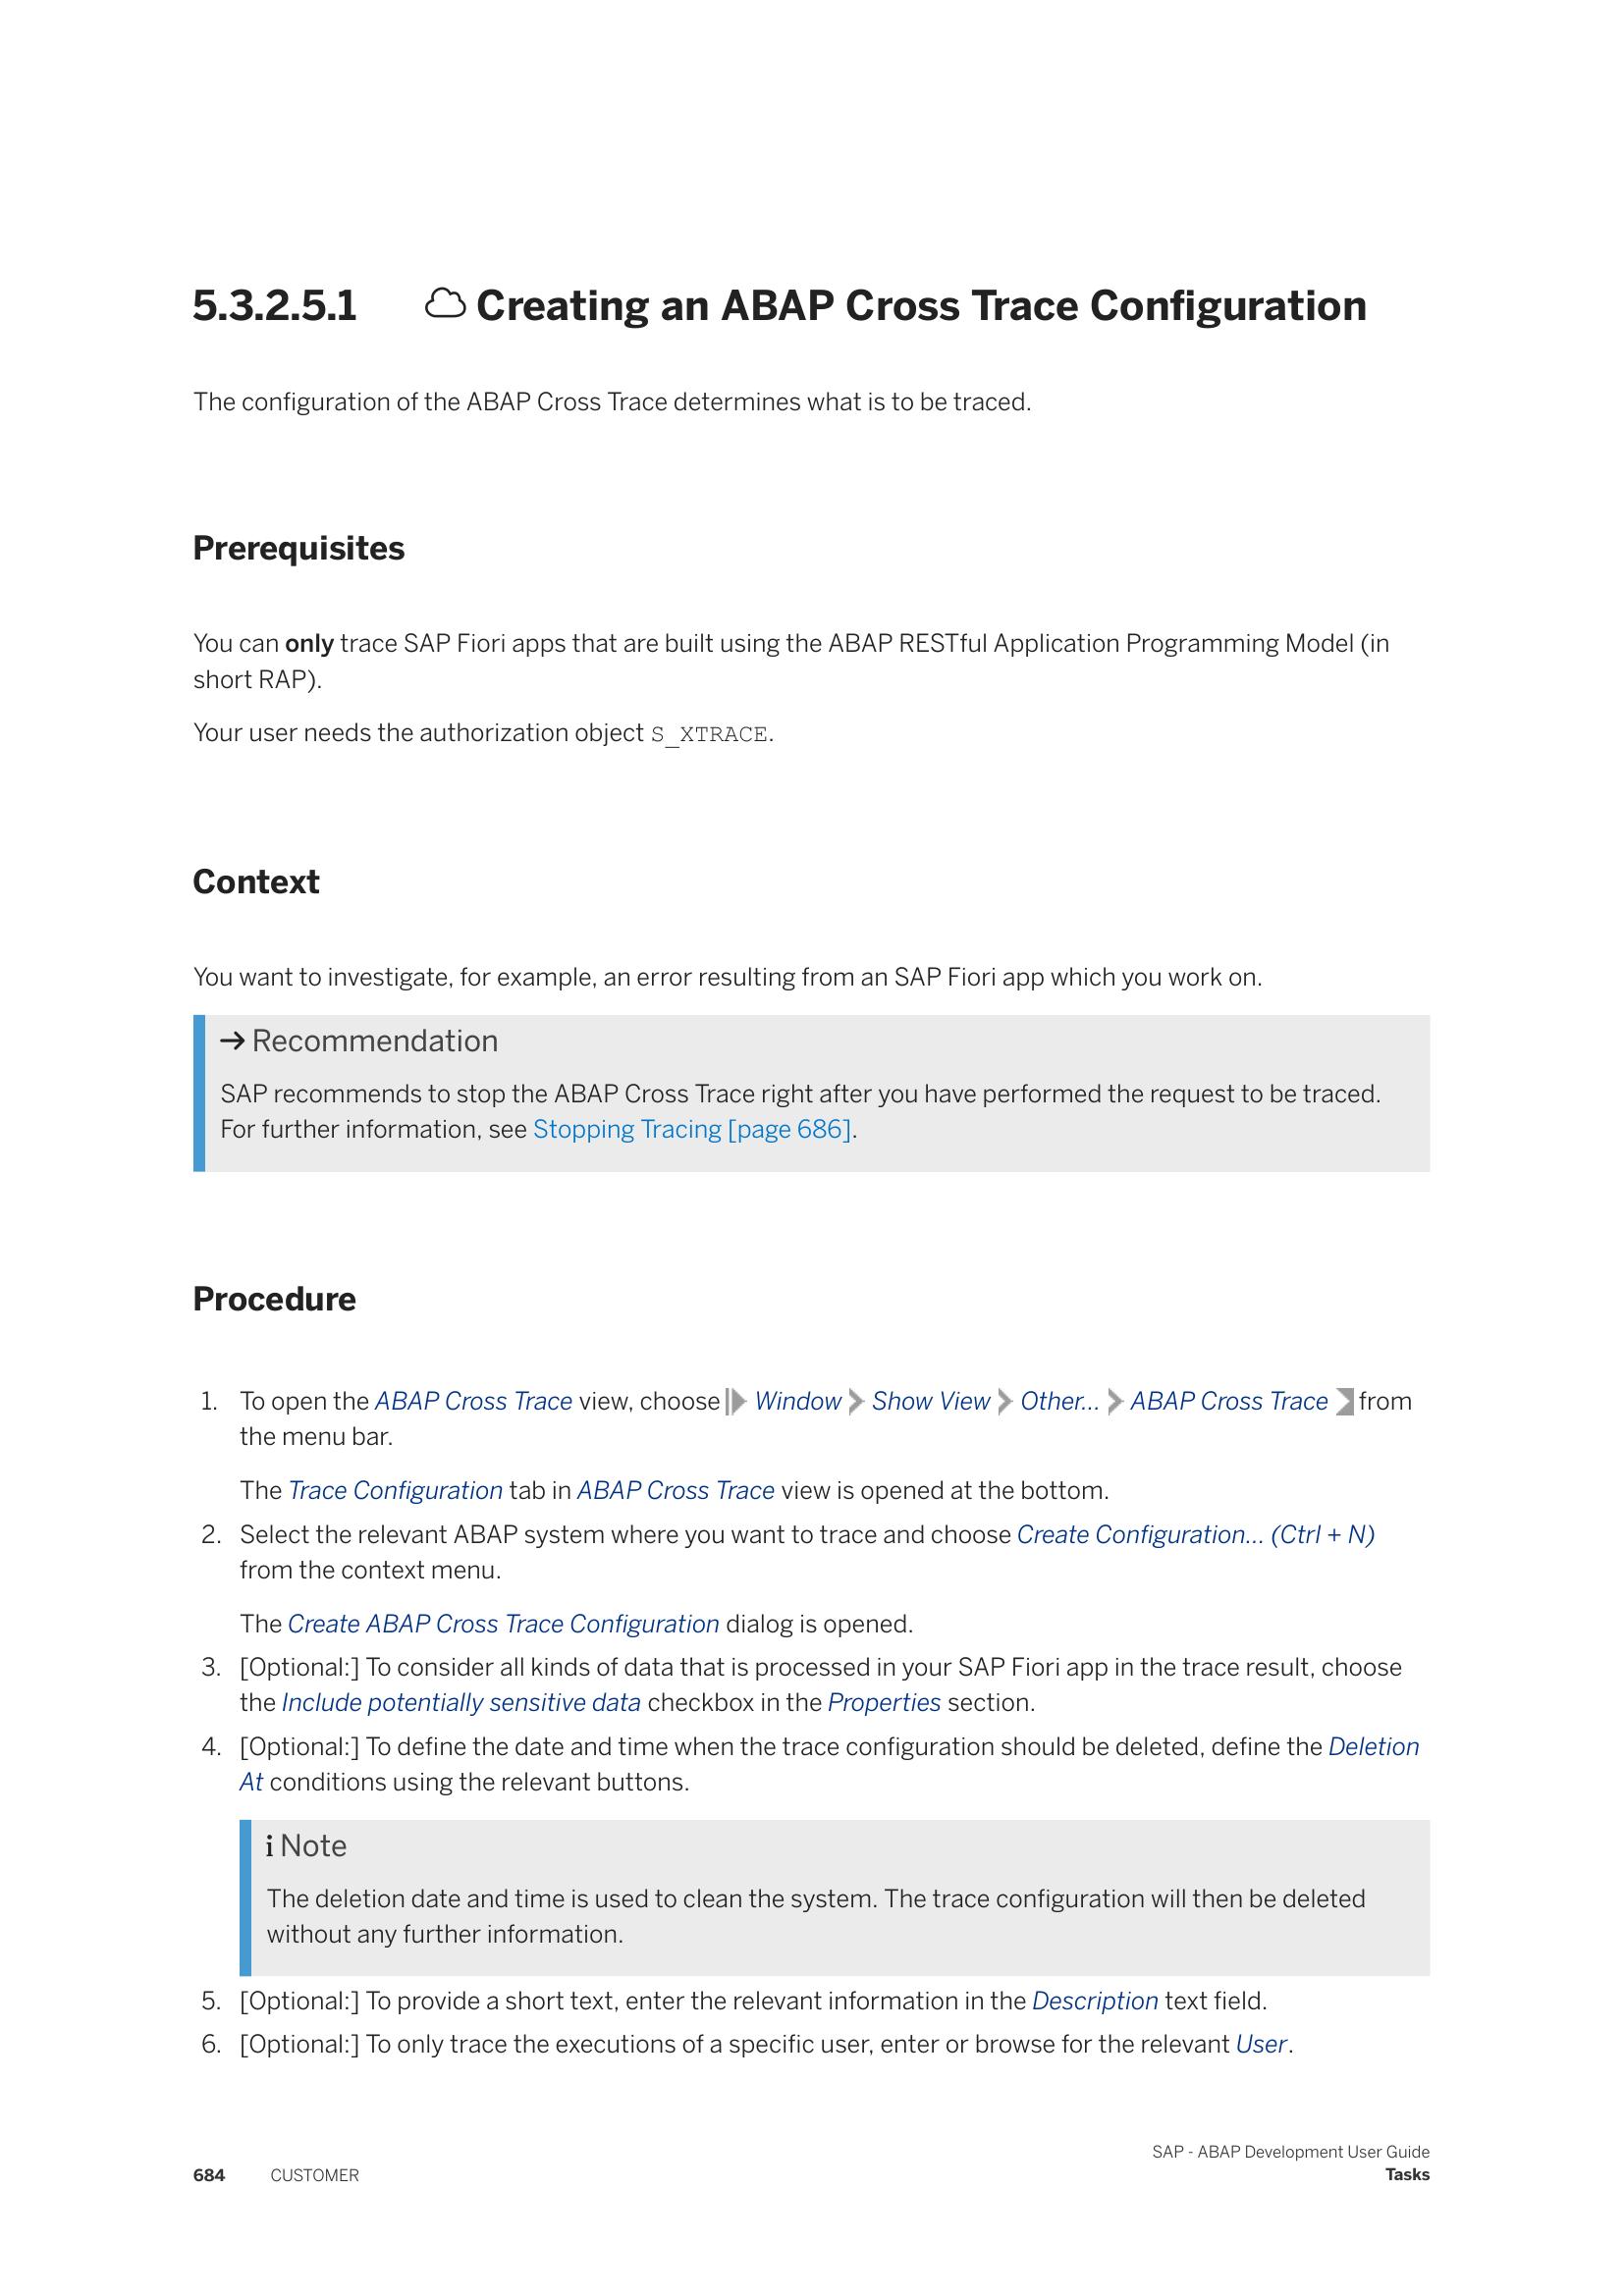 5.3.2.5.1 Creating an ABAP Cross Trace Configuration
The configuration of the ABAP Cross Trace determines what is to be traced.
Prerequisites
You can only trace SAP Fiori apps that are built using the ABAP RESTful Application Programming Model (in
short RAP).
Your user needs the authorization object S_XTRACE.
Context
You want to investigate, for example, an error resulting from an SAP Fiori app which you work on.
→ Recommendation
SAP recommends to stop the ABAP Cross Trace right after you have performed the request to be traced.
For further information, see Stopping Tracing [page 686].
Procedure
1. To open the ABAP Cross Trace view, choose Window Show View Other... ABAP Cross Trace from
the menu bar.
The Trace Configuration tab in ABAP Cross Trace view is opened at the bottom.
2. Select the relevant ABAP system where you want to trace and choose Create Configuration... (Ctrl + N)
from the context menu.
The Create ABAP Cross Trace Configuration dialog is opened.
3. [Optional:] To consider all kinds of data that is processed in your SAP Fiori app in the trace result, choose
the Include potentially sensitive data checkbox in the Properties section.
4. [Optional:] To define the date and time when the trace configuration should be deleted, define the Deletion
At conditions using the relevant buttons.
i Note
The deletion date and time is used to clean the system. The trace configuration will then be deleted
without any further information.
5. [Optional:] To provide a short text, enter the relevant information in the Description text field.
6. [Optional:] To only trace the executions of a specific user, enter or browse for the relevant User.
SAP - ABAP Development User Guide
684 CUSTOMER Tasks